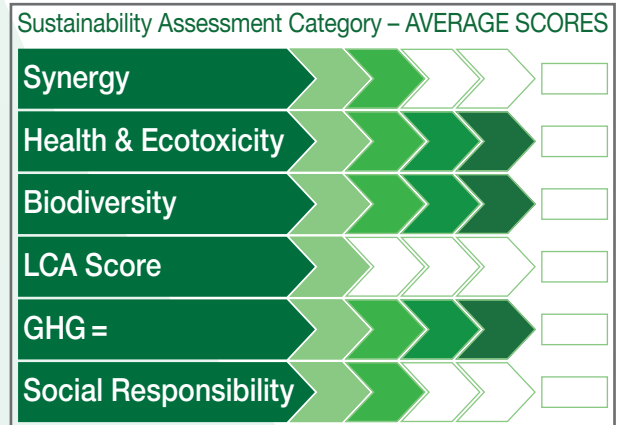 Sustainability Assessment Category – AVERAGE SCORES
Synergy
Health & Ecotoxicity
Biodiversity
LCA Score
GHG =
Social Responsibility